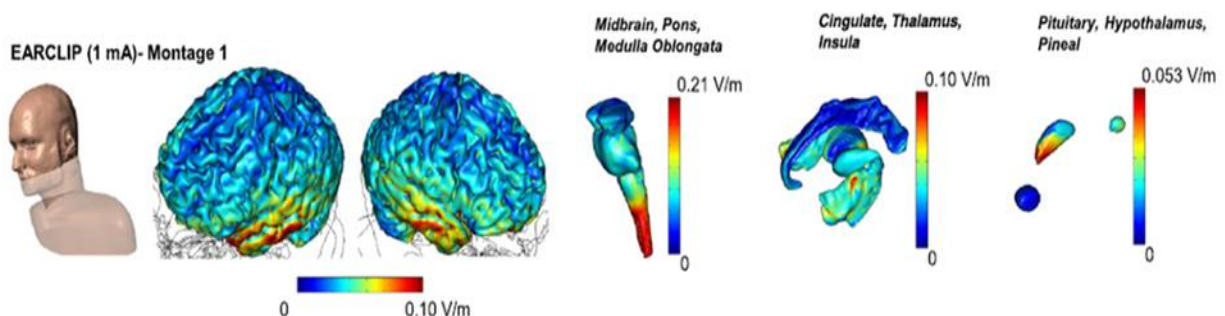 EARCLIP (1 mA)- Montage 1
0
0.10 V/m
Midbrain, Pons,
Medulla Oblongata
0.21 V/m
0
Cingulate, Thalamus,
Insula
0.10 V/m
0
Pituitary, Hypothalamus,
Pineal
0.053 V/m
0